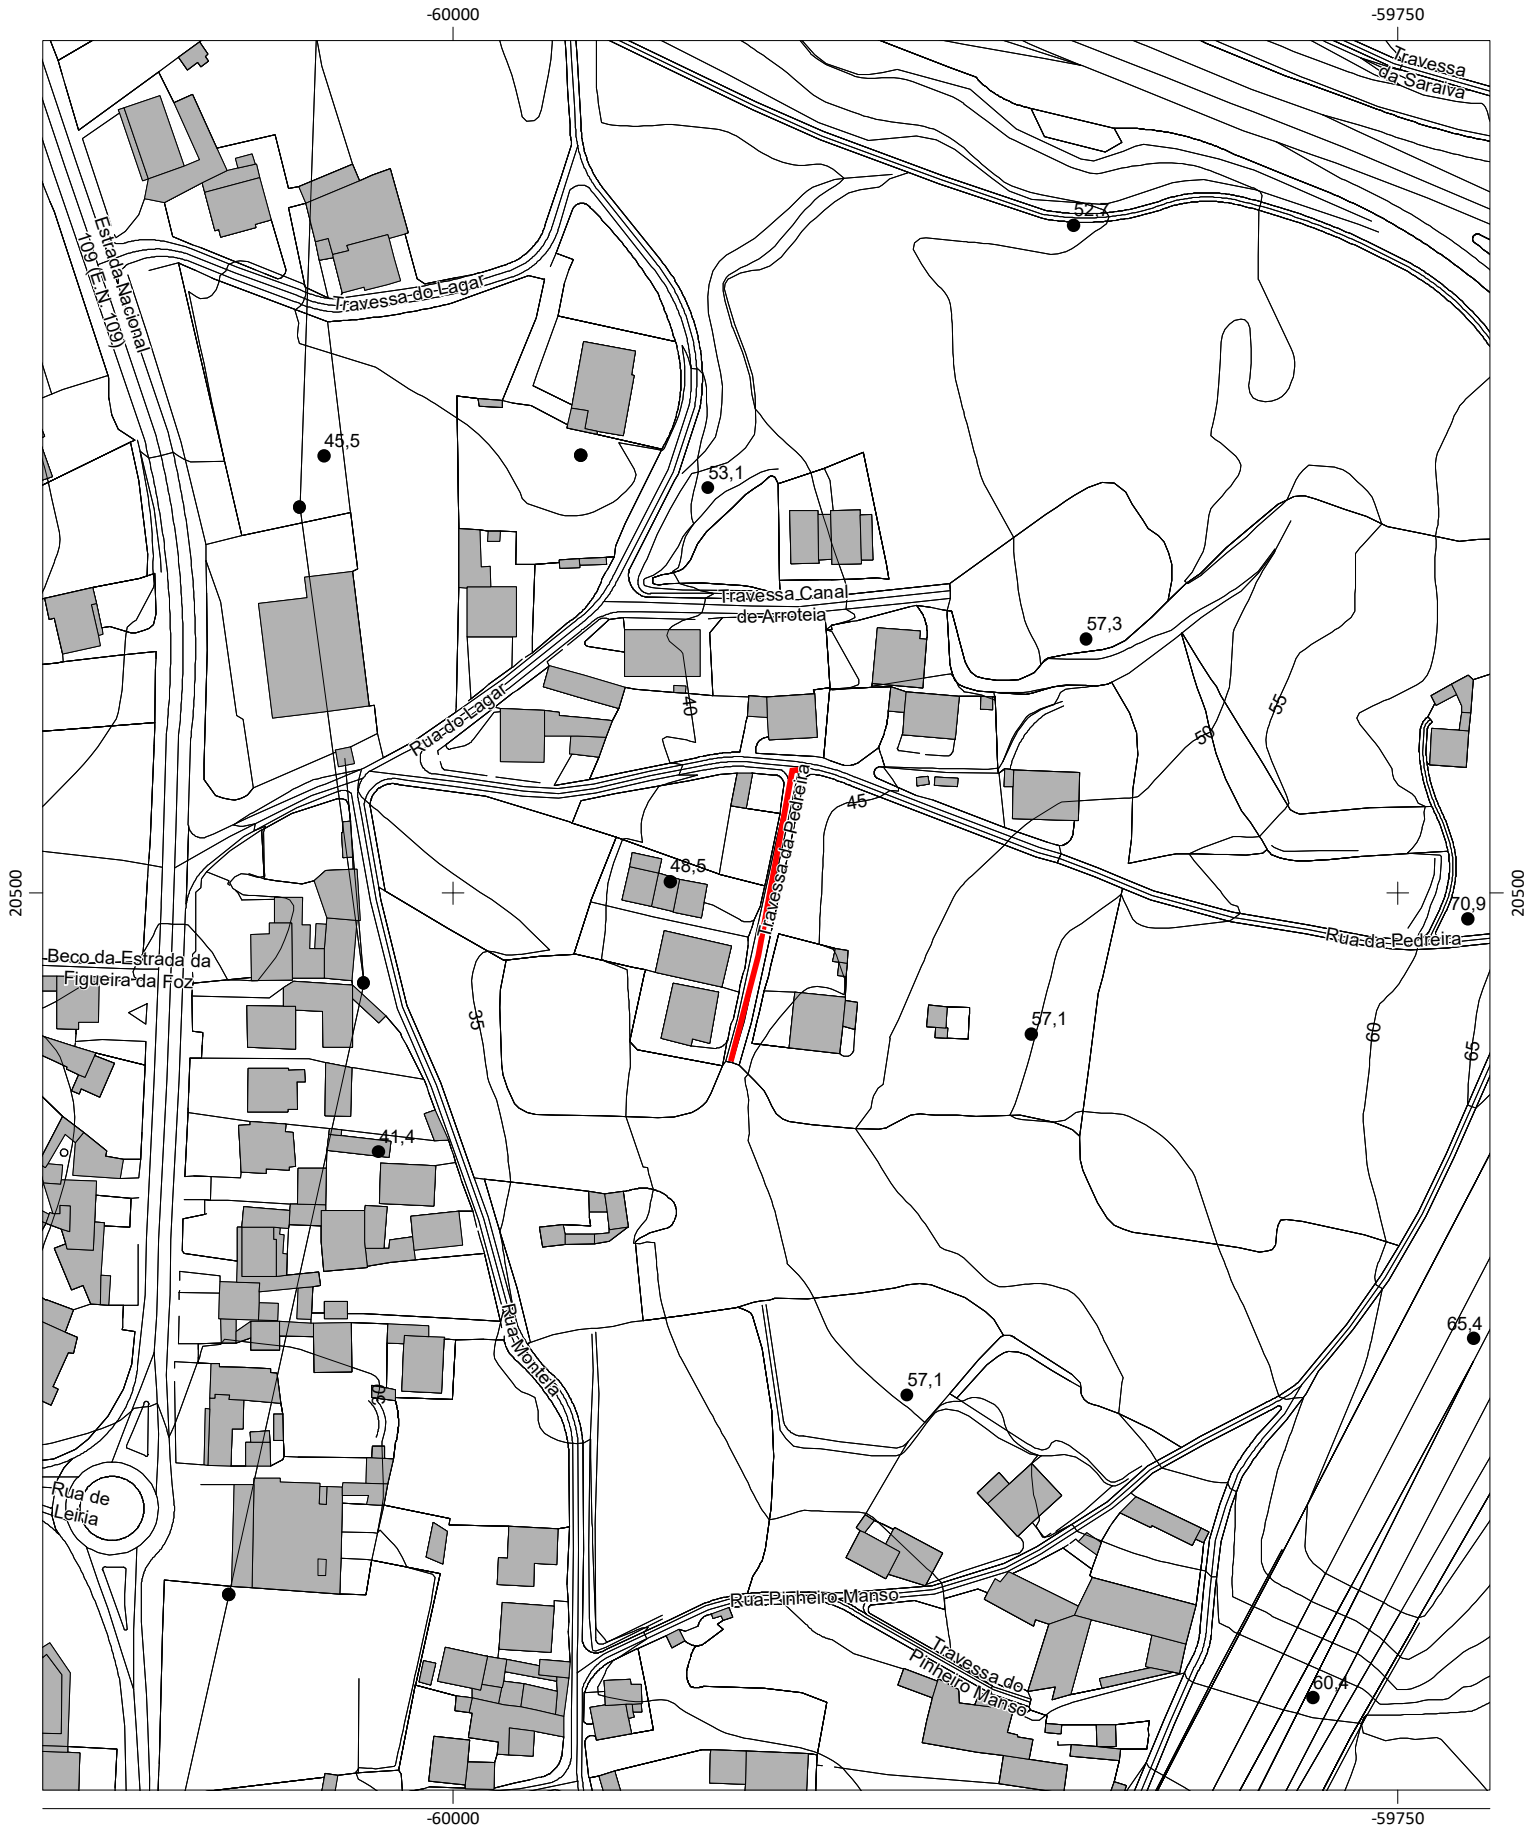 -60000
-59750
Travessa
da Saraiva
52,7
Estrada Nacional
109 (E.N. 109)
Travessa do Lagar
45,5
53,1
Travessa Canal
de Arroteia
57,3
40
55
50
Rua do Lagar
45
Travessa da Pedreira
48,5
20500
20500
70,9
Rua da Pedreira
Beco da Estrada da
Figueira da Foz
35
57,1
60
65
41,4
65,4
Rua Monteia
57,1
30
Rua de
Leiria
Rua Pinheiro Manso
Travessa do
Pinheiro Manso
60,4
-60000
-59750